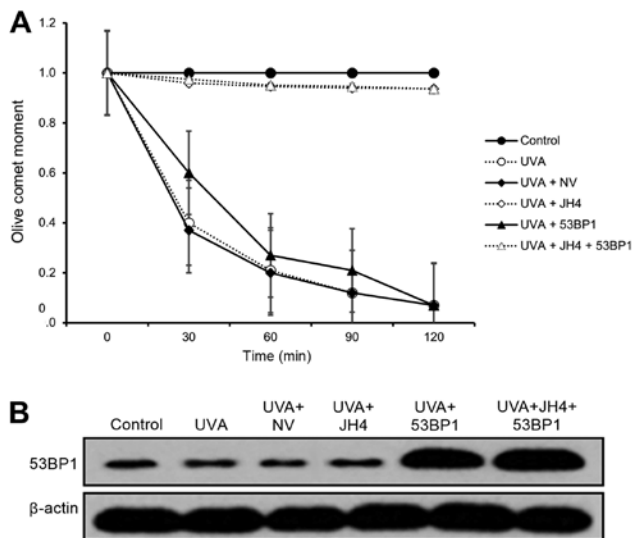 A
Olive comet moment
1.2
1.0
0.8
0.6
0.4
0.2
.0
0
30
60
90
120
Time (min)
Control
UVA
UVA + NV
UVA + JH4
UVA + 53BP1
UVA + JH4 + 53BP1
B
Control
UVA
UVA+
NV
UVA+
JH4
UVA+
53BP1
UVA+JH4+
53BP1
53BP1
β-actin